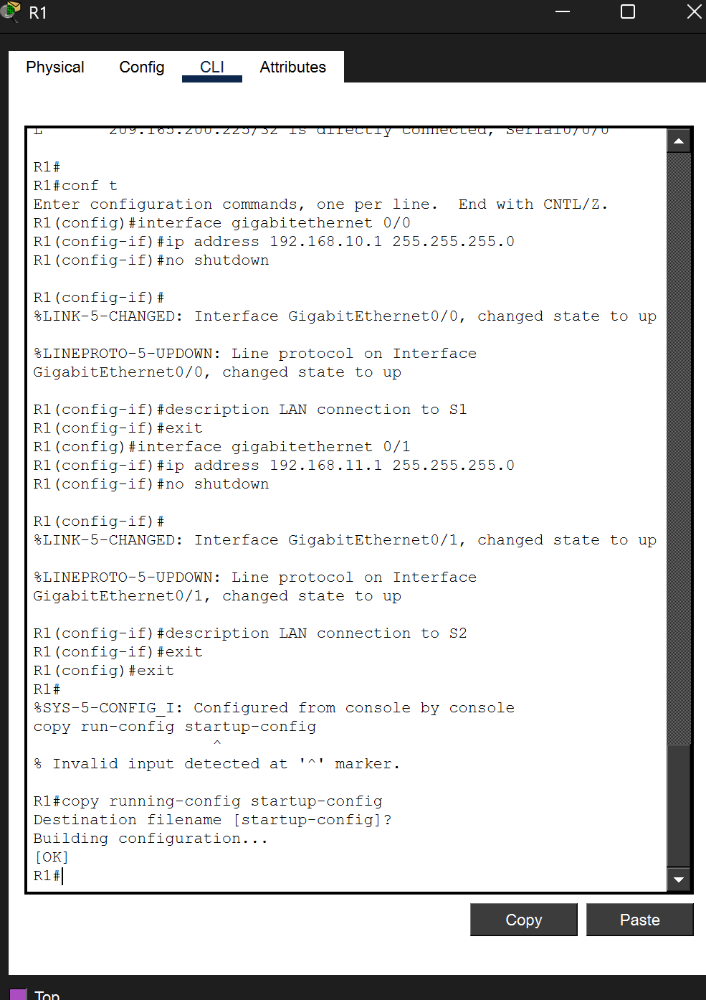 R1
Physical Config CLI Attributes
L 209.165.200.225/32 is directly connected, Serial0/0/0
R1#
R1#conf t
Enter configuration commands, one per line. End with CNTL/Z.
R1(config)#interface gigabitethernet 0/0
R1(config-if)#ip address 192.168.10.1 255.255.255.0
R1(config-if)#no shutdown
R1(config-if)#
%LINK-5-CHANGED: Interface GigabitEthernet0/0, changed state to up
%LINEPROTO-5-UPDOWN: Line protocol on Interface
GigabitEthernet0/0, changed state to up
R1(config-if)#description LAN connection to S1
R1(config-if)#exit
R1(config)#interface gigabitethernet 0/1
R1(config-if)#ip address 192.168.11.1 255.255.255.0
R1(config-if)#no shutdown
R1(config-if)#
%LINK-5-CHANGED: Interface GigabitEthernet0/1, changed state to up
%LINEPROTO-5-UPDOWN: Line protocol on Interface
GigabitEthernet0/1, changed state to up
R1(config-if)#description LAN connection to S2
R1(config-if)#exit
R1(config)#exit
R1#
%SYS-5-CONFIG_I: Configured from console by console
copy run-config startup-config
^
% Invalid input detected at '^' marker.
R1#copy running-config startup-config
Destination filename [startup-config]?
Building configuration...
[OK]
R1#
Copy Paste
Top